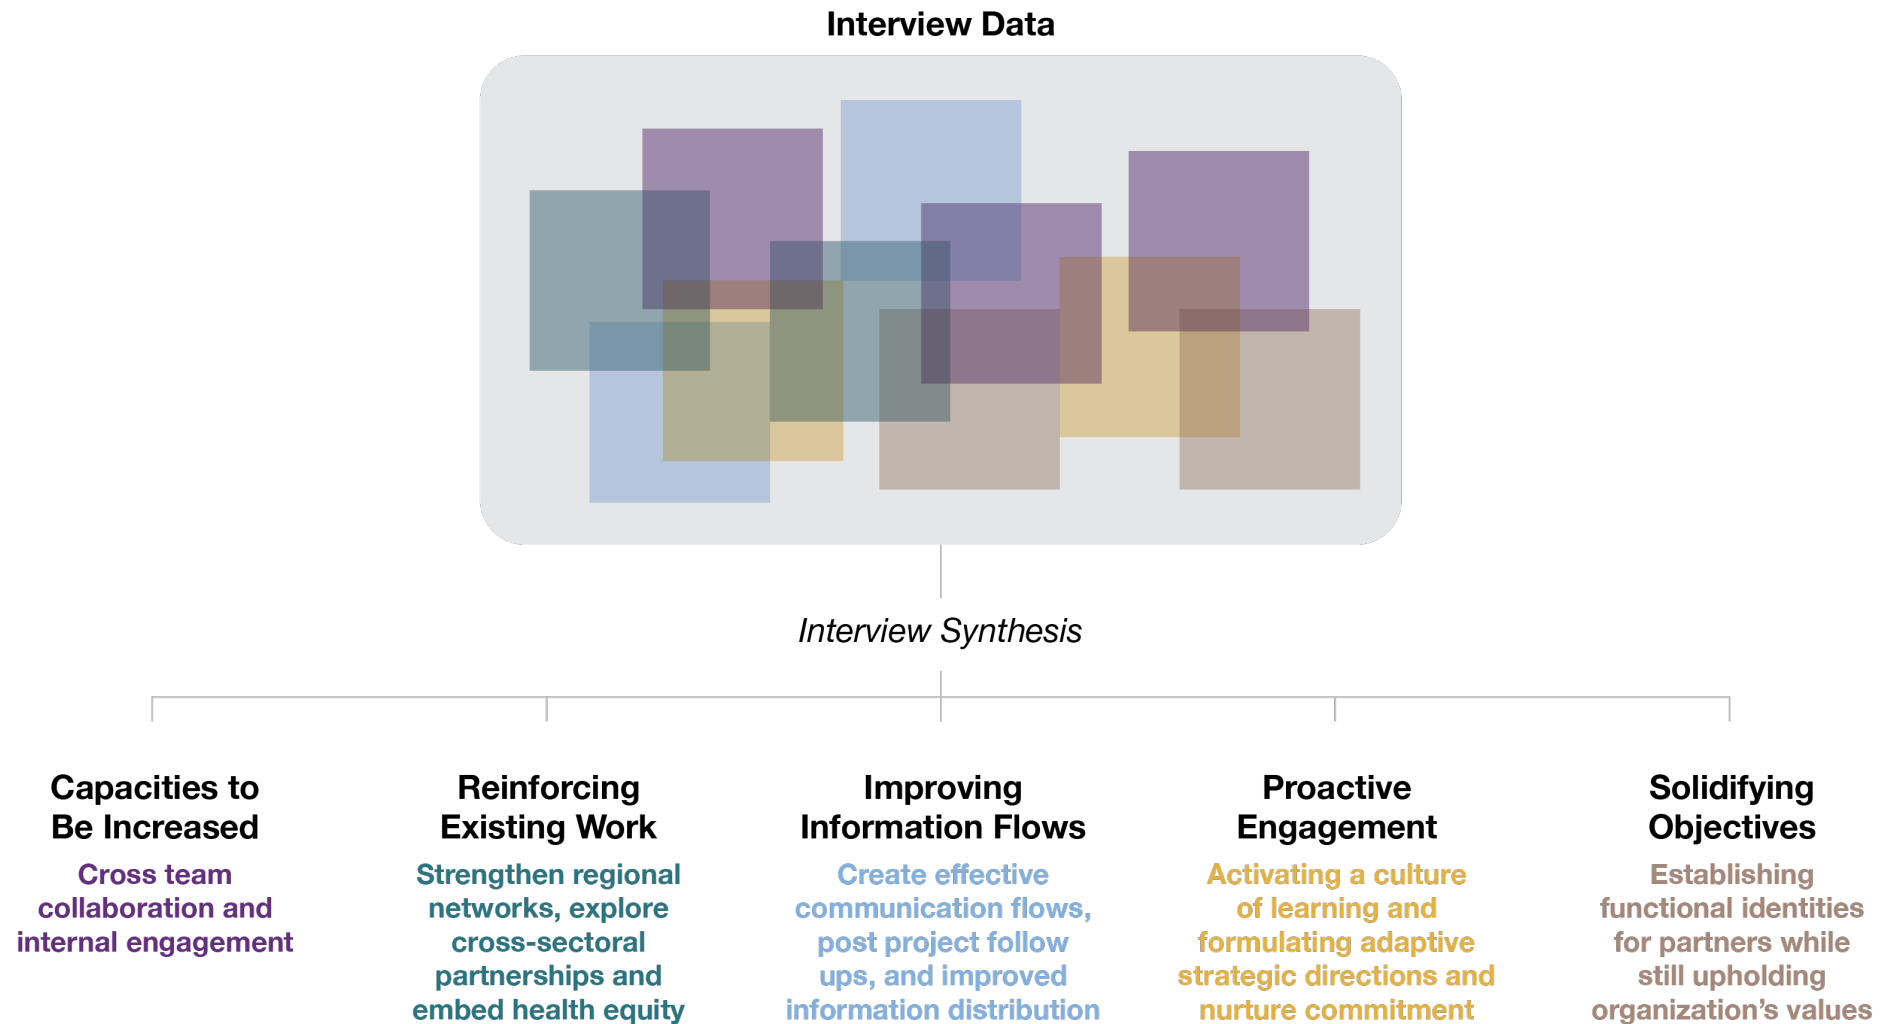 Interview Data
Interview Synthesis
Capacities to
Be Increased
Cross team
collaboration and
internal engagement
Reinforcing
Existing Work
Strengthen regional
networks, explore
cross-sectoral
partnerships and
embed health equity
Improving
Information Flows
Create effective
communication flows,
post project follow
ups, and improved
information distribution
Proactive
Engagement
Activating a culture
of learning and
formulating adaptive
strategic directions and
nurture commitment
Solidifying
Objectives
Establishing
functional identities
for partners while
still upholding
organization’s values